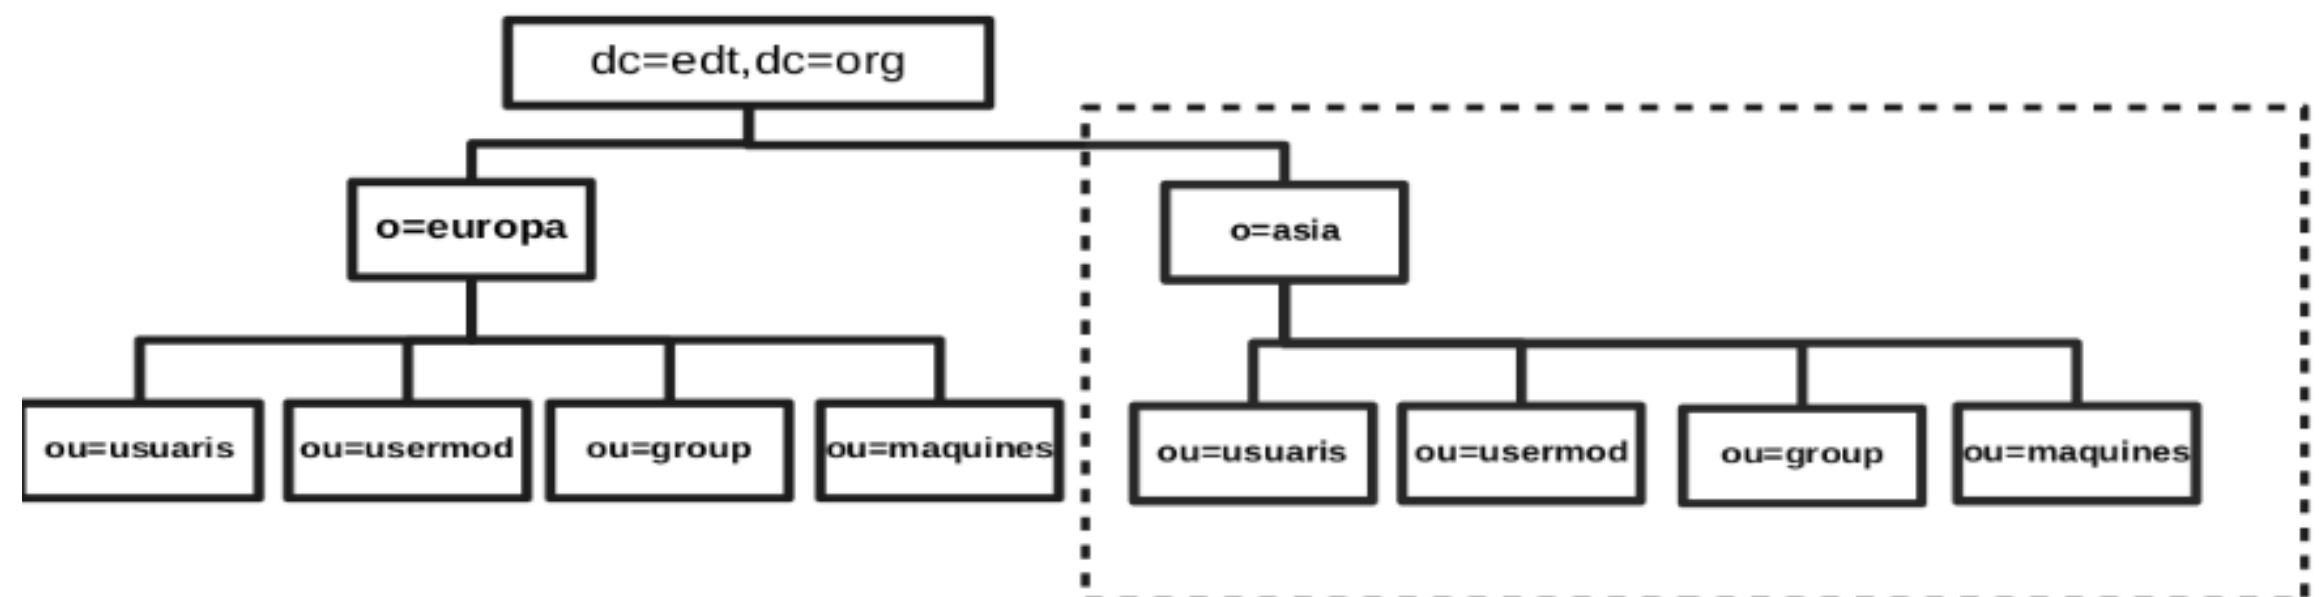 dc=edt,dc=org
o=europa
o=asia
ou=usuaris
ou=usermod
ou=group
ou=maquines
ou=usuaris
ou=usermod
ou=group
ou=maquines